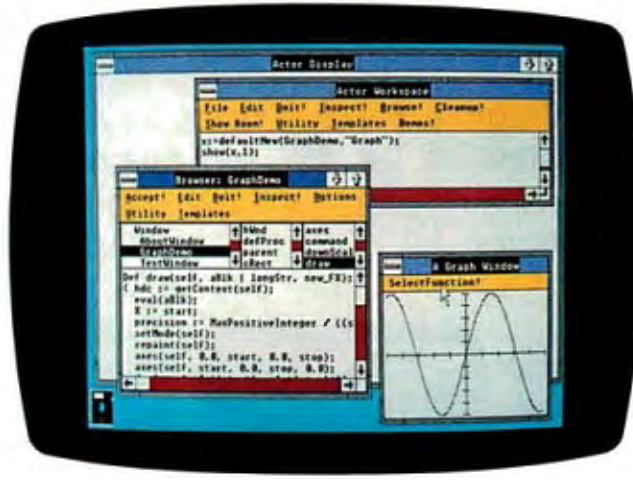 Actor Display
Actor Workspace
File Edit Doit! Inspect! Browse! Cleanup!
Show Room! Utility Templates Demos!
x:=defaultNew(GraphDemo,"Graph");
show(x,1);
Browser: GraphDemo
Accept! Edit Doit! Inspect! Options
Utility Templates
Window
AboutWindow
GraphDemo
TextWindow
hWnd
defProc
parent
cRect
axes
command
downScal
draw
Def draw(self, aBlk | longStr, new_FX);
{ hdc := getContext(self);
eval(aBlk);
X := start;
precision := MaxPositiveInteger / ((s
setMode(self);
repaint(self);
axes(self, 0.0, start, 0.0, stop);
axes(self, start, 0.0, stop, 0.0);
A Graph Window
SelectFunction!